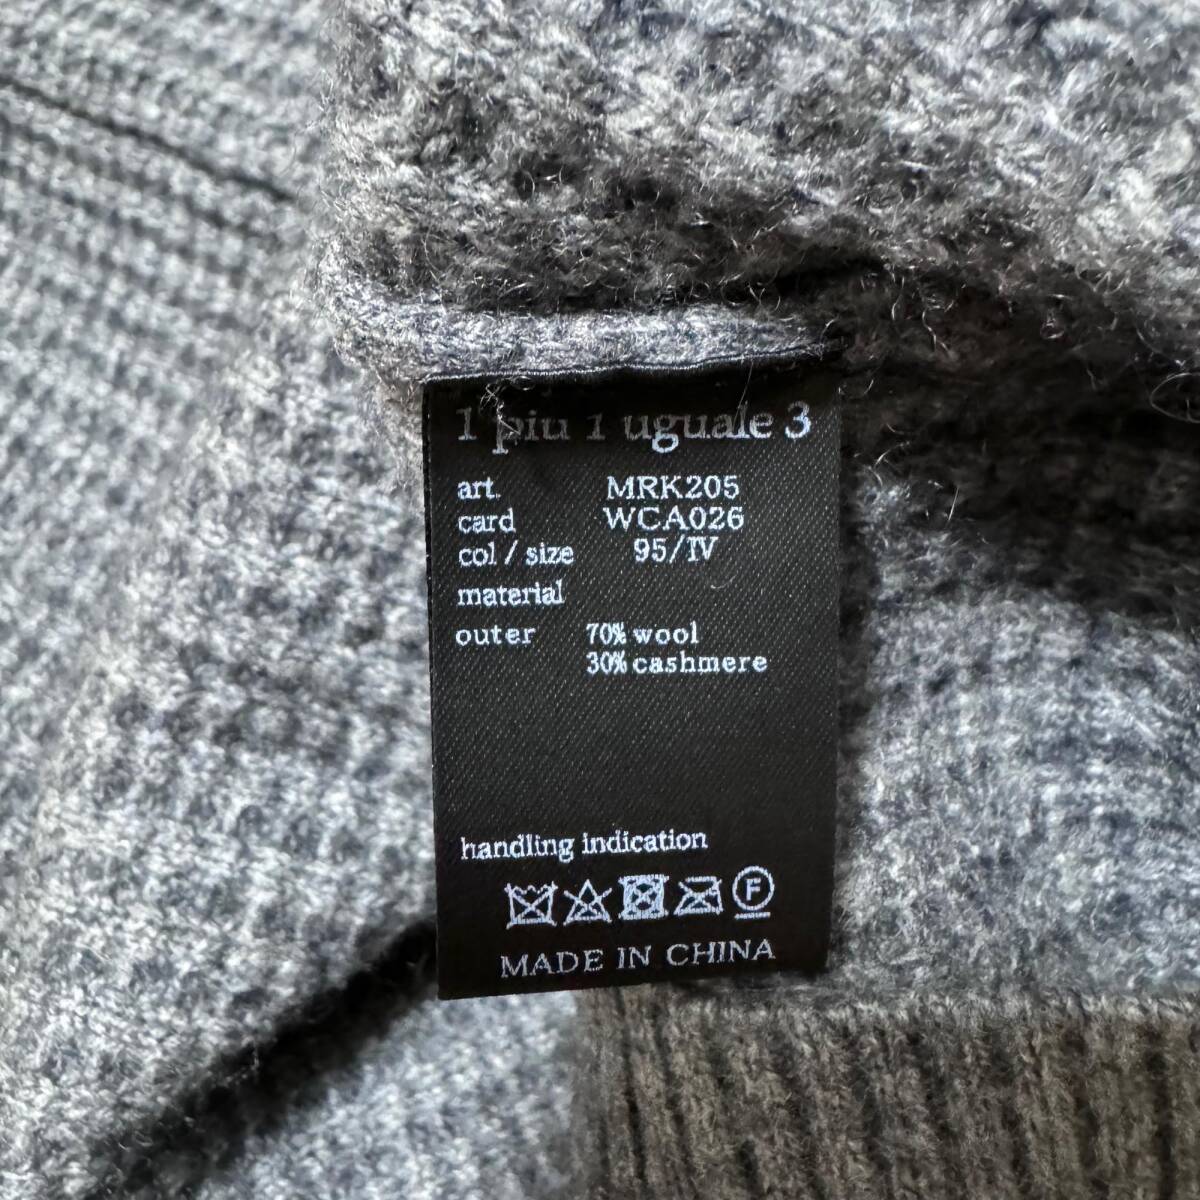 1 piu 1 uguale 3
art. MRK205
card WCA026
col / size 95/IV
material
outer 70% wool
30% cashmere
handling indication
F
MADE IN CHINA